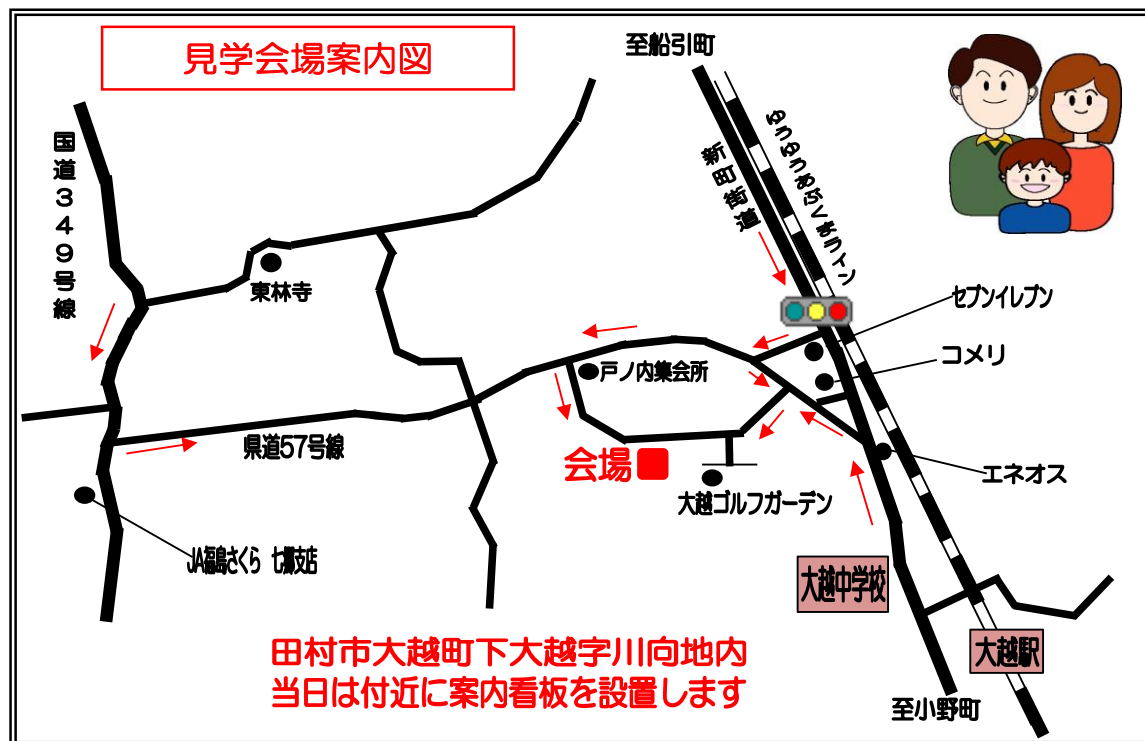 見学会場案内図
至船引町
国道349号線
新町街道
ゆうゆうあぶくまライン
東林寺
セブンイレブン
コメリ
戸ノ内集会所
県道57号線
会場
エネオス
大越ゴルフガーデン
JA福島さくら 七郷支店
大越中学校
大越駅
田村市大越町下大越字川向地内
当日は付近に案内看板を設置します
至小野町